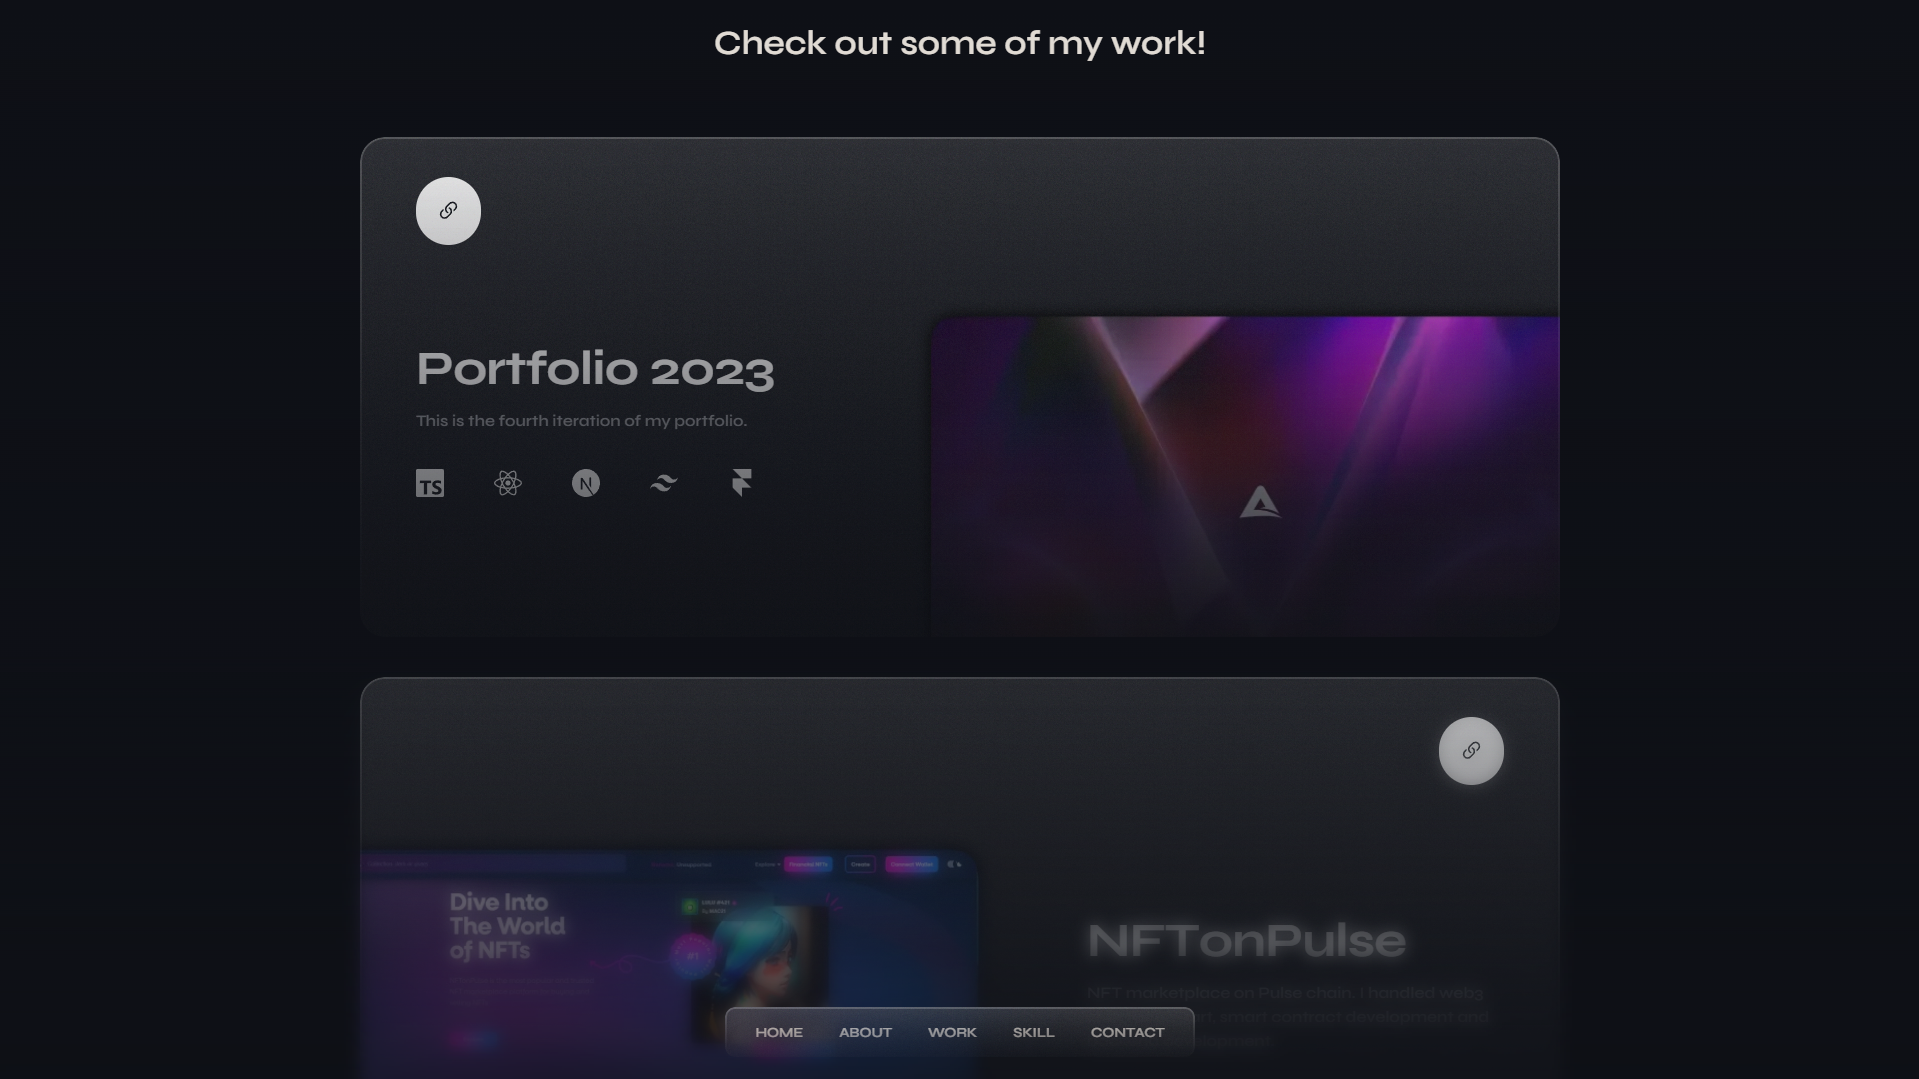 Check out some of my work!
Portfolio 2023
This is the fourth iteration of my portfolio.
TS
N
Dive Into
The World
of NFTs
#1
Create
NFTonPulse
NFT marketplace on Pulse chain. I handled web3
smart contract development and
HOME ABOUT WORK SKILL CONTACT